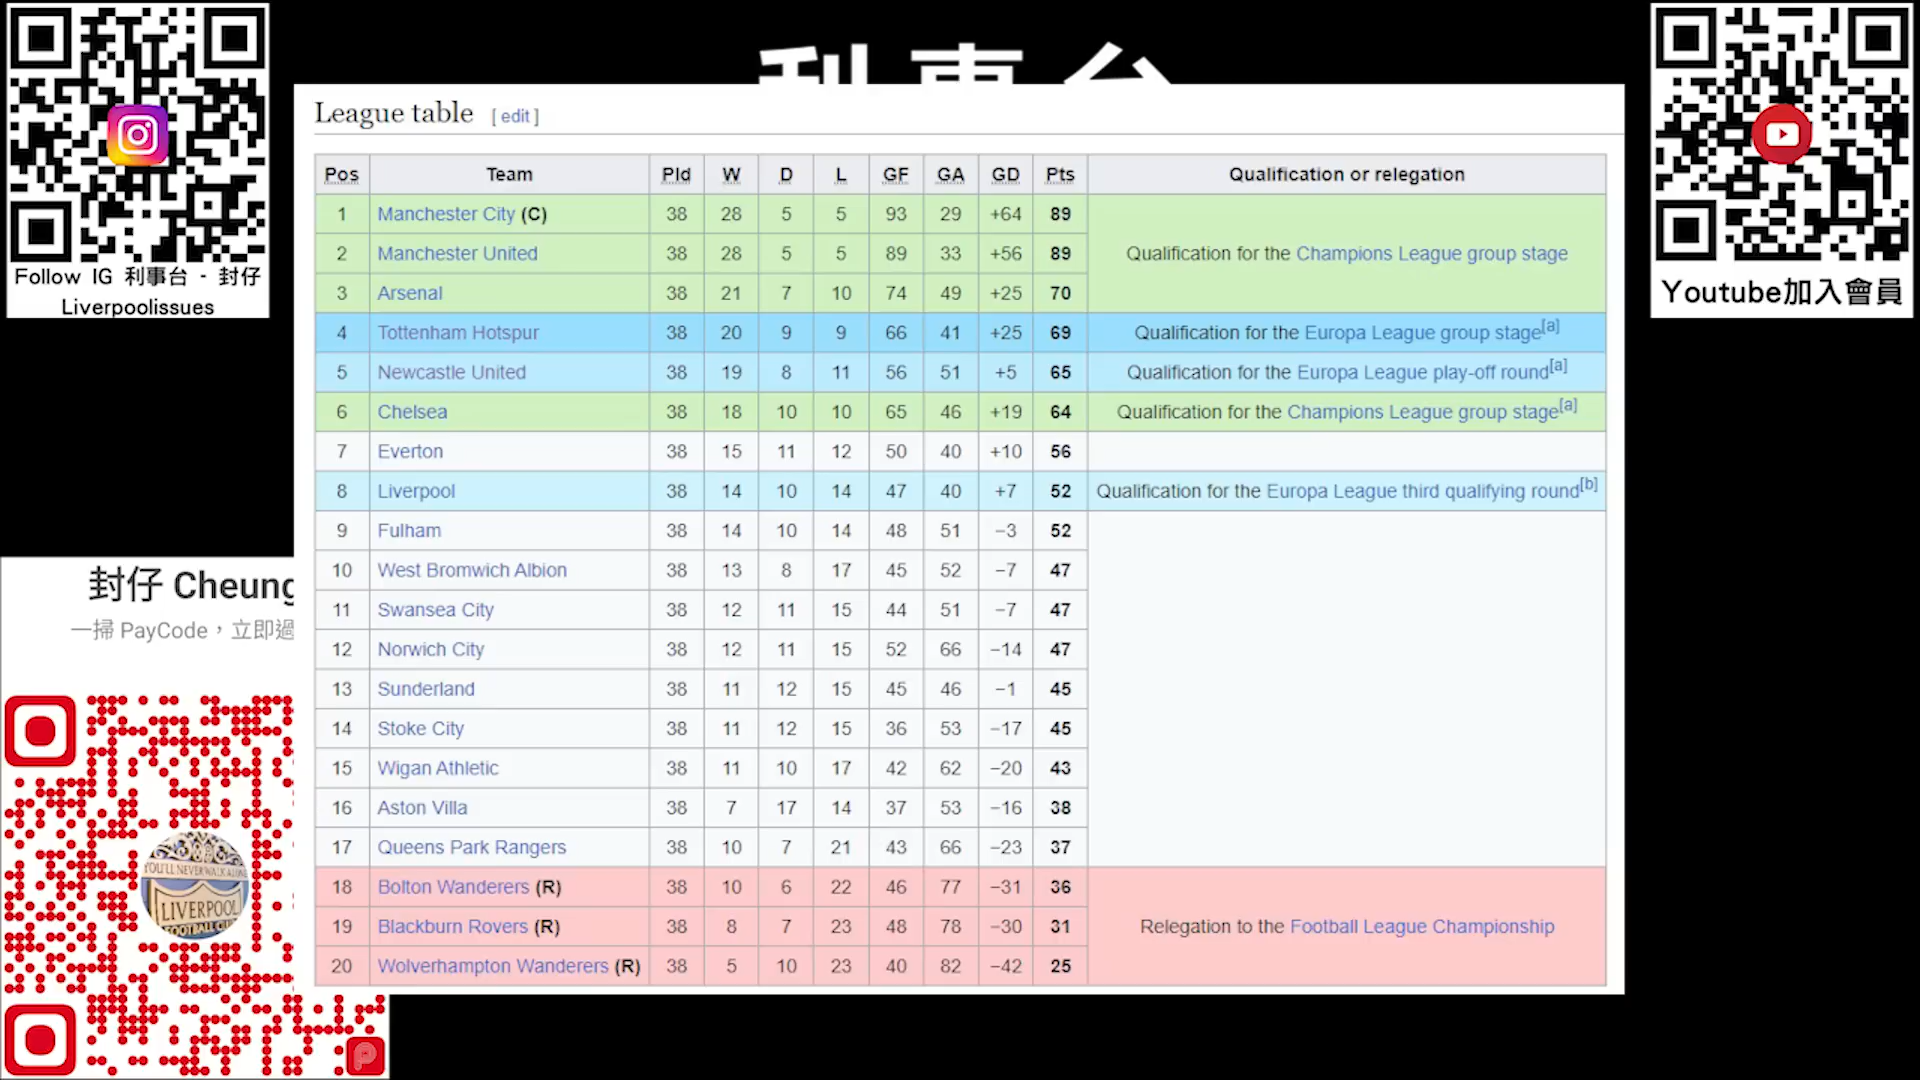 利事台
Follow IG 利事台 - 封仔
Liverpoolissues
Youtube加入會員
League table [ edit ]
Pos Team Pld W D L GF GA GD Pts Qualification or relegation
1 Manchester City (C) 38 28 5 5 93 29 +64 89
2 Manchester United 38 28 5 5 89 33 +56 89 Qualification for the Champions League group stage
3 Arsenal 38 21 7 10 74 49 +25 70
4 Tottenham Hotspur 38 20 9 9 66 41 +25 69 Qualification for the Europa League group stage[a]
5 Newcastle United 38 19 8 11 56 51 +5 65 Qualification for the Europa League play-off round[a]
6 Chelsea 38 18 10 10 65 46 +19 64 Qualification for the Champions League group stage[a]
7 Everton 38 15 11 12 50 40 +10 56
8 Liverpool 38 14 10 14 47 40 +7 52 Qualification for the Europa League third qualifying round[b]
9 Fulham 38 14 10 14 48 51 −3 52
10 West Bromwich Albion 38 13 8 17 45 52 −7 47
11 Swansea City 38 12 11 15 44 51 −7 47
12 Norwich City 38 12 11 15 52 66 −14 47
13 Sunderland 38 11 12 15 45 46 −1 45
14 Stoke City 38 11 12 15 36 53 −17 45
15 Wigan Athletic 38 11 10 17 42 62 −20 43
16 Aston Villa 38 7 17 14 37 53 −16 38
17 Queens Park Rangers 38 10 7 21 43 66 −23 37
18 Bolton Wanderers (R) 38 10 6 22 46 77 −31 36
19 Blackburn Rovers (R) 38 8 7 23 48 78 −30 31 Relegation to the Football League Championship
20 Wolverhampton Wanderers (R) 38 5 10 23 40 82 −42 25
封仔 Cheung
一掃 PayCode，立即過
YOU'LL NEVER WALK ALONE
LIVERPOOL
FOOTBALL CLUB